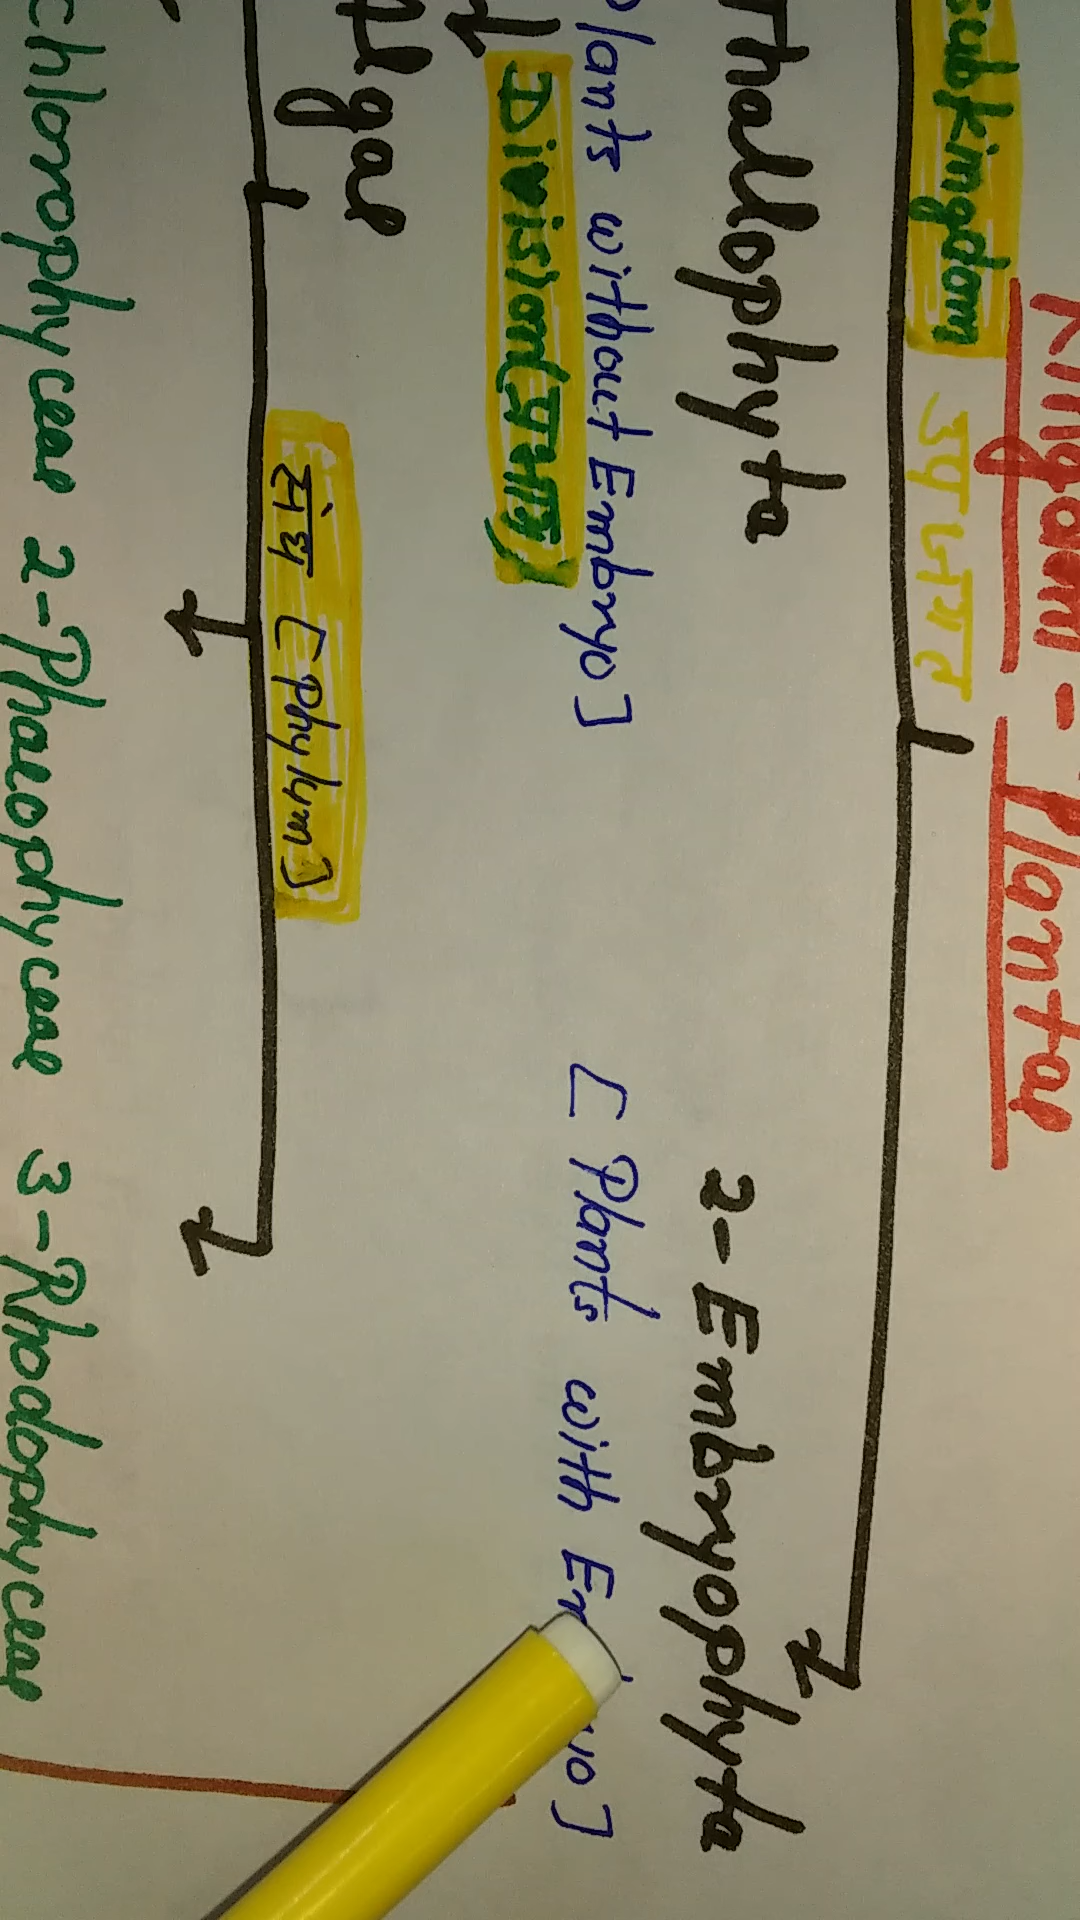 Kingdom - Plantae
subkingdom उपजगत
Thallophyta 2- Embryophyta
Plants without Embryo] [ Plants with
Division(प्रभाग)
Algae
संघ [Phylum]
chlorophyceae 2-Phaeophyceae 3-Rhodophyceae